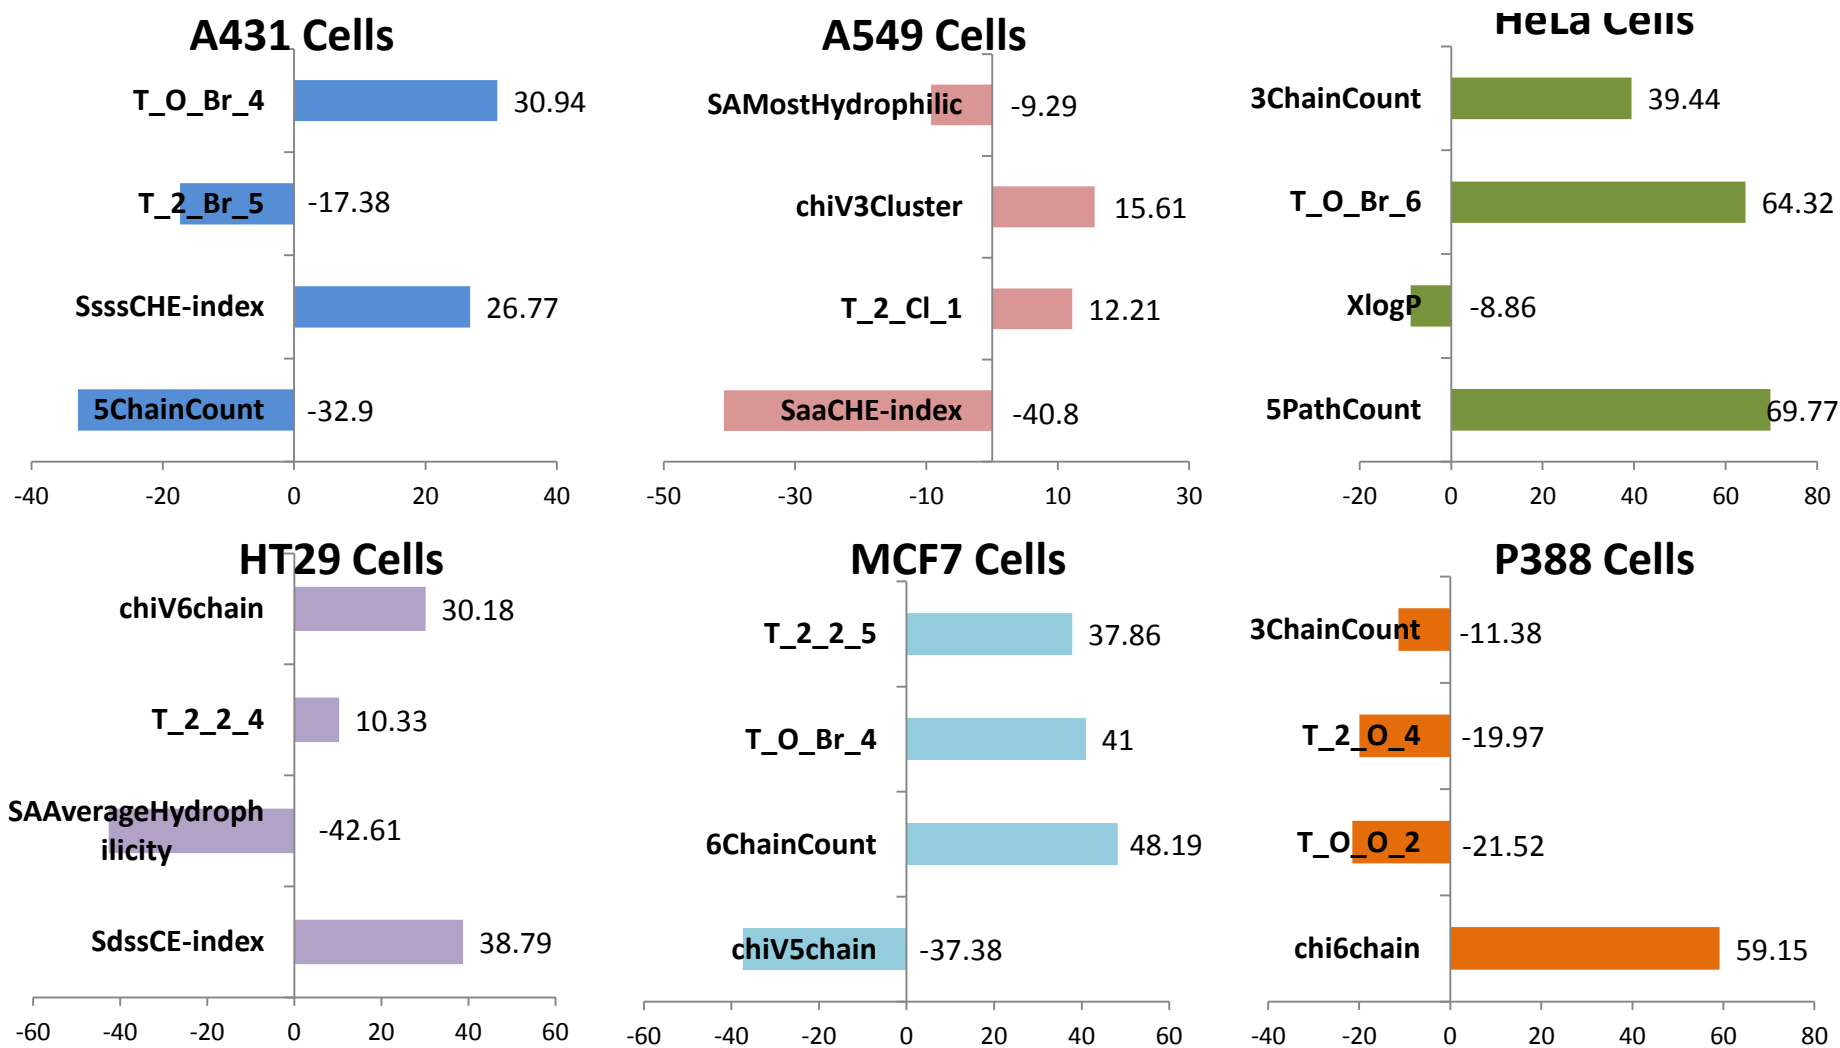 A431 Cells
T_O_Br_4
30.94
T_2_Br_5
-17.38
SsssCHE-index
26.77
5ChainCount
-32.9
-40 -20 0 20 40
A549 Cells
SAMostHydrophilic
-9.29
chiV3Cluster
15.61
T_2_Cl_1
12.21
SaaCHE-index
-40.8
-50 -30 -10 10 30
HeLa Cells
3ChainCount
39.44
T_O_Br_6
64.32
XlogP
-8.86
5PathCount
69.77
-20 0 20 40 60 80
HT29 Cells
chiV6chain
30.18
T_2_2_4
10.33
SAAverageHydroph
ilicity
-42.61
SdssCE-index
38.79
-60 -40 -20 0 20 40 60
MCF7 Cells
T_2_2_5
37.86
T_O_Br_4
41
6ChainCount
48.19
chiV5chain
-37.38
-60 -40 -20 0 20 40 60
P388 Cells
3ChainCount
-11.38
T_2_O_4
-19.97
T_O_O_2
-21.52
chi6chain
59.15
-40 -20 0 20 40 60 80